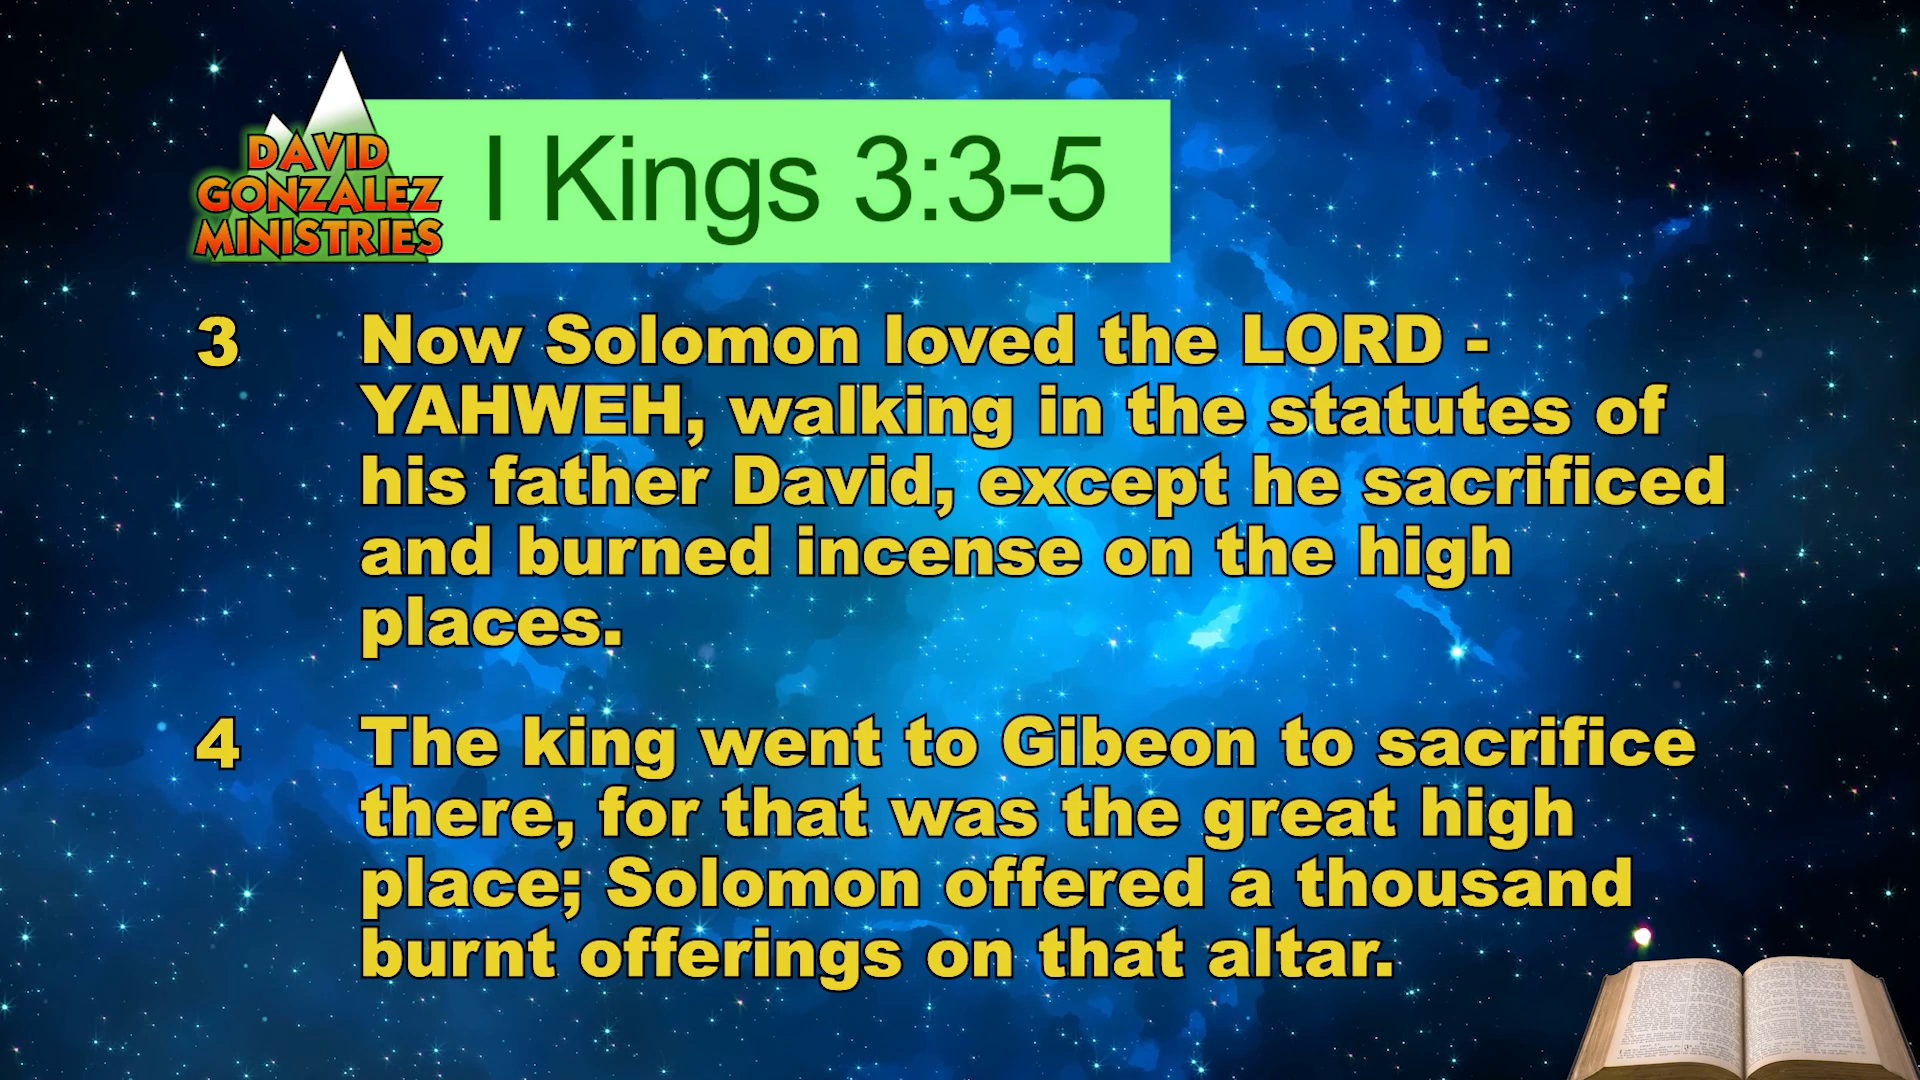 DAVID
GONZALEZ
MINISTRIES
I Kings 3:3-5
3 Now Solomon loved the LORD -
YAHWEH, walking in the statutes of
his father David, except he sacrificed
and burned incense on the high
places.
4 The king went to Gibeon to sacrifice
there, for that was the great high
place; Solomon offered a thousand
burnt offerings on that altar.